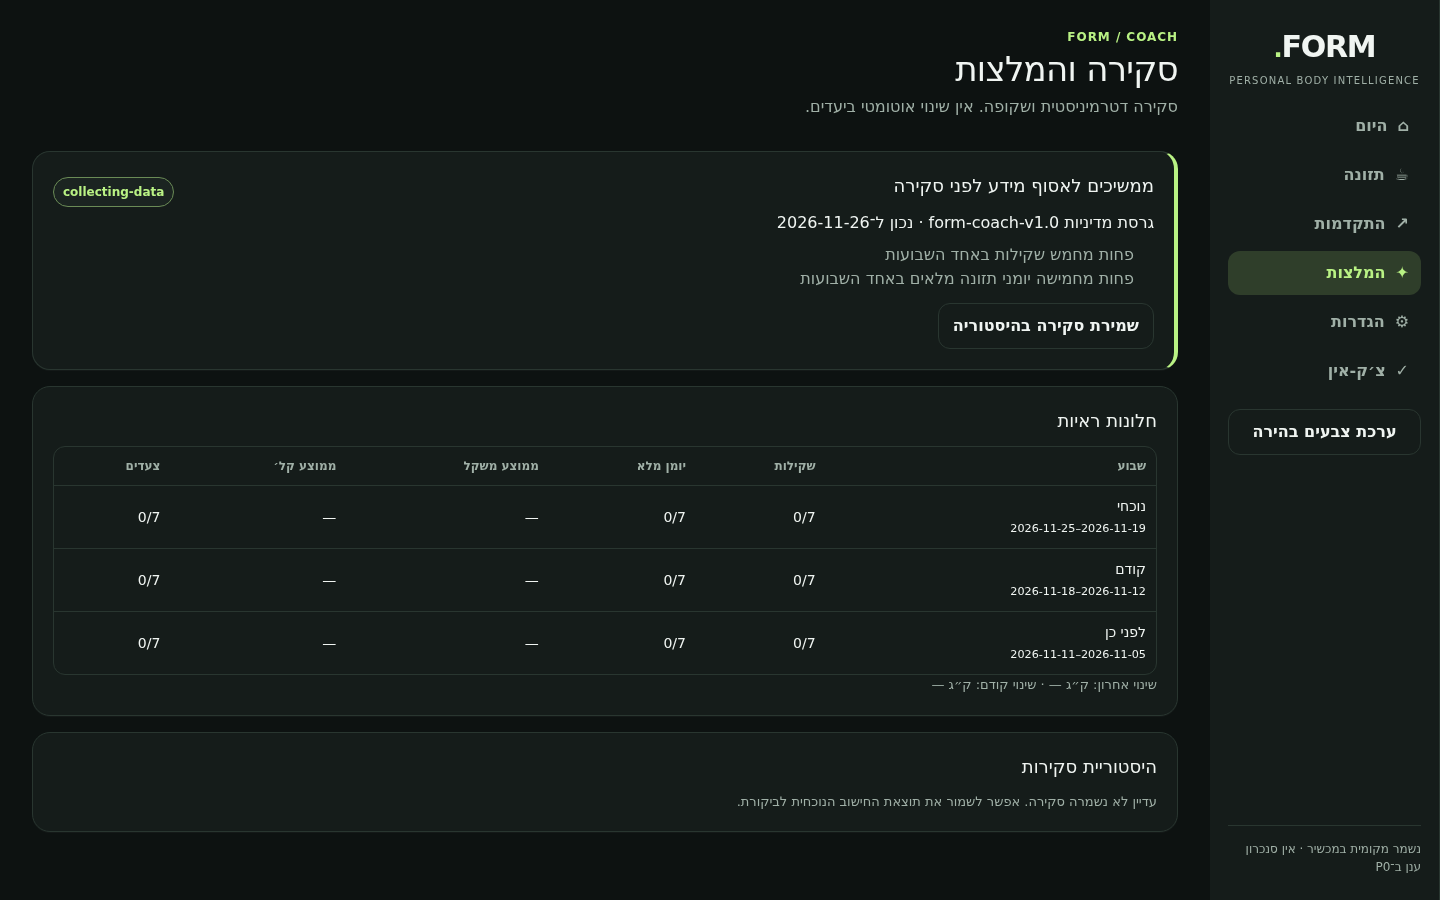 FORM.
PERSONAL BODY INTELLIGENCE
היום
תזונה
התקדמות
המלצות
הגדרות
צ׳ק-אין
ערכת צבעים בהירה
נשמר מקומית במכשיר · אין סנכרון
ענן ב־P0
FORM / COACH
סקירה והמלצות
סקירה דטרמיניסטית ושקופה. אין שינוי אוטומטי ביעדים.
ממשיכים לאסוף מידע לפני סקירה
collecting-data
גרסת מדיניות form-coach-v1.0 · נכון ל־2026-11-26
פחות מחמש שקילות באחד השבועות
פחות מחמישה יומני תזונה מלאים באחד השבועות
שמירת סקירה בהיסטוריה
חלונות ראיות
שבוע שקילות יומן מלא ממוצע משקל ממוצע קל׳ צעדים
נוכחי 0/7 0/7 — — 0/7
2026-11-25–2026-11-19
קודם 0/7 0/7 — — 0/7
2026-11-18–2026-11-12
לפני כן 0/7 0/7 — — 0/7
2026-11-11–2026-11-05
שינוי אחרון: ק״ג — · שינוי קודם: ק״ג —
היסטוריית סקירות
עדיין לא נשמרה סקירה. אפשר לשמור את תוצאת החישוב הנוכחית לביקורת.